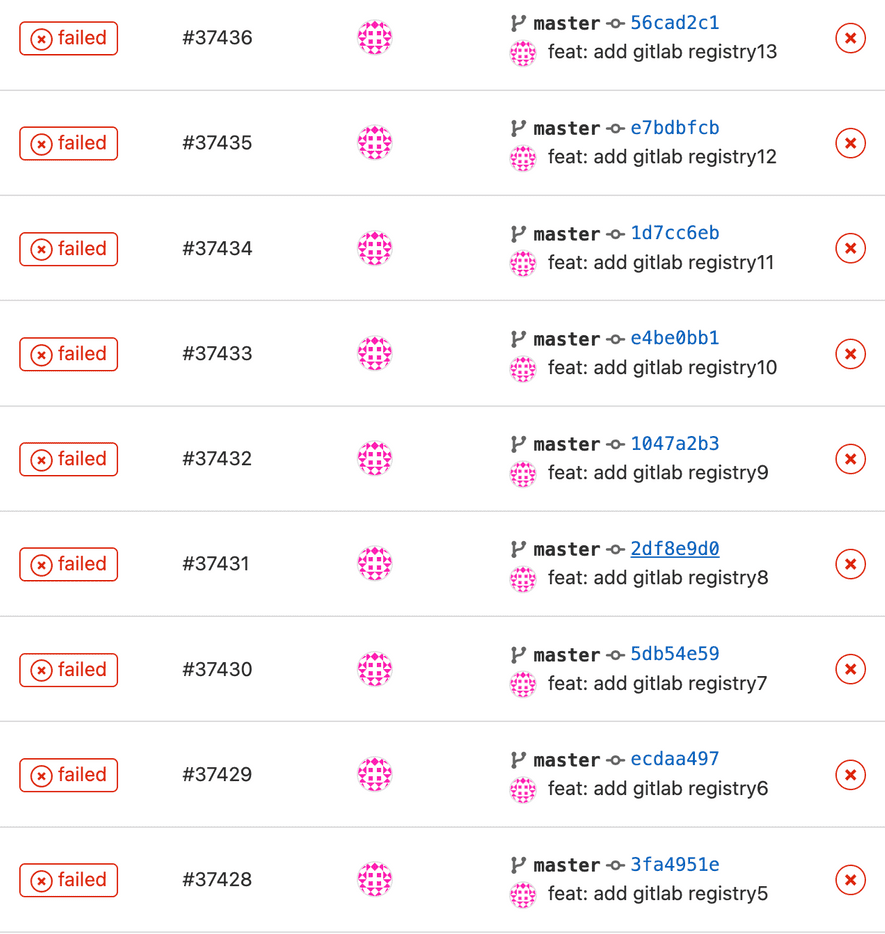 master 56cad2c1
failed #37436
feat: add gitlab registry13
master e7bdbfcb
failed #37435
feat: add gitlab registry12
master 1d7cc6eb
failed #37434
feat: add gitlab registry11
master e4be0bb1
failed #37433
feat: add gitlab registry10
master 1047a2b3
failed #37432
feat: add gitlab registry9
master 2df8e9d0
failed #37431
feat: add gitlab registry8
master 5db54e59
failed #37430
feat: add gitlab registry7
master ecdaa497
failed #37429
feat: add gitlab registry6
master 3fa4951e
failed #37428
feat: add gitlab registry5